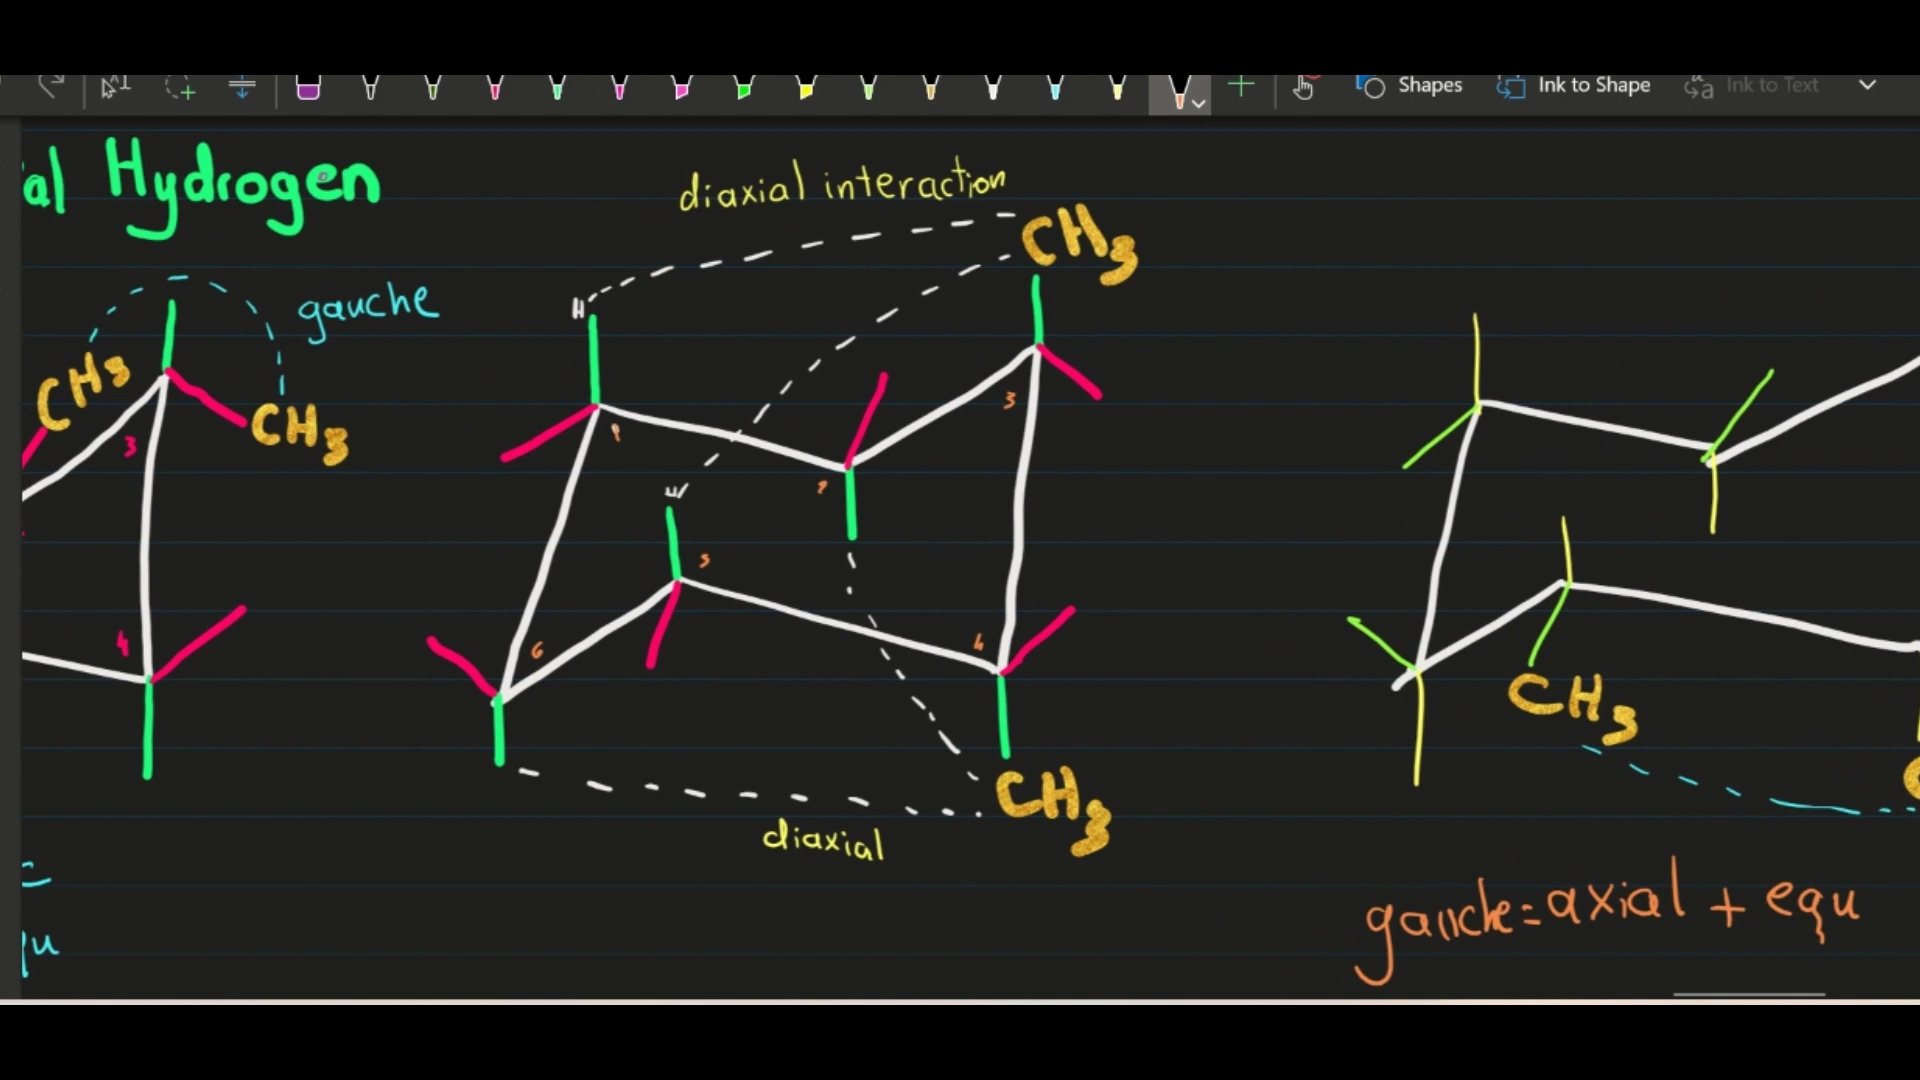 Shapes
Ink to Shape
Ink to Text
al Hydrogen
diaxial interaction
CH3
H
gauche
CH3
CH3
3
3
1
2
H
5
4
4
6
CH3
CH3
diaxial
gauche=axial + equ